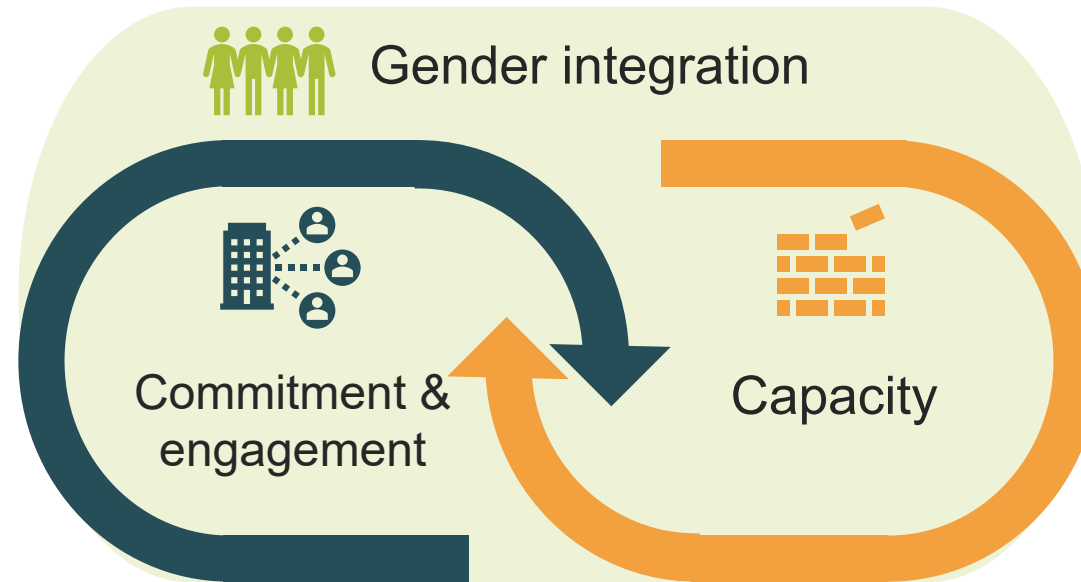 Gender integration
Commitment &
engagement
Capacity